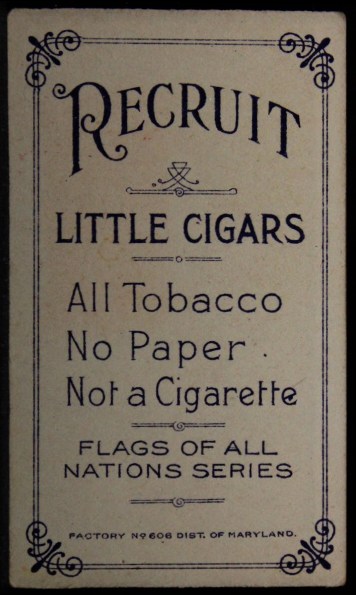 RECRUIT
LITTLE CIGARS
All Tobacco
No Paper
Not a Cigarette
FLAGS OF ALL
NATIONS SERIES
FACTORY Nº 606 DIST. OF MARYLAND.